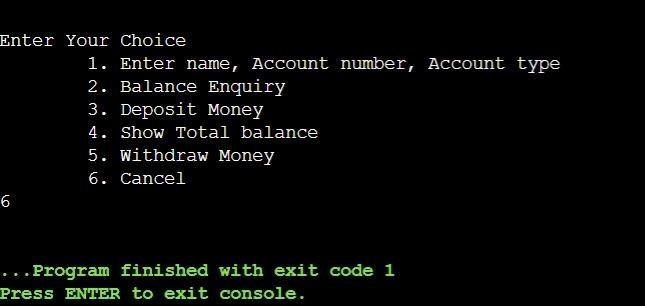 Enter Your Choice
1. Enter name, Account number, Account type
2. Balance Enquiry
3. Deposit Money
4. Show Total balance
5. Withdraw Money
6. Cancel
6
...Program finished with exit code 1
Press ENTER to exit console.